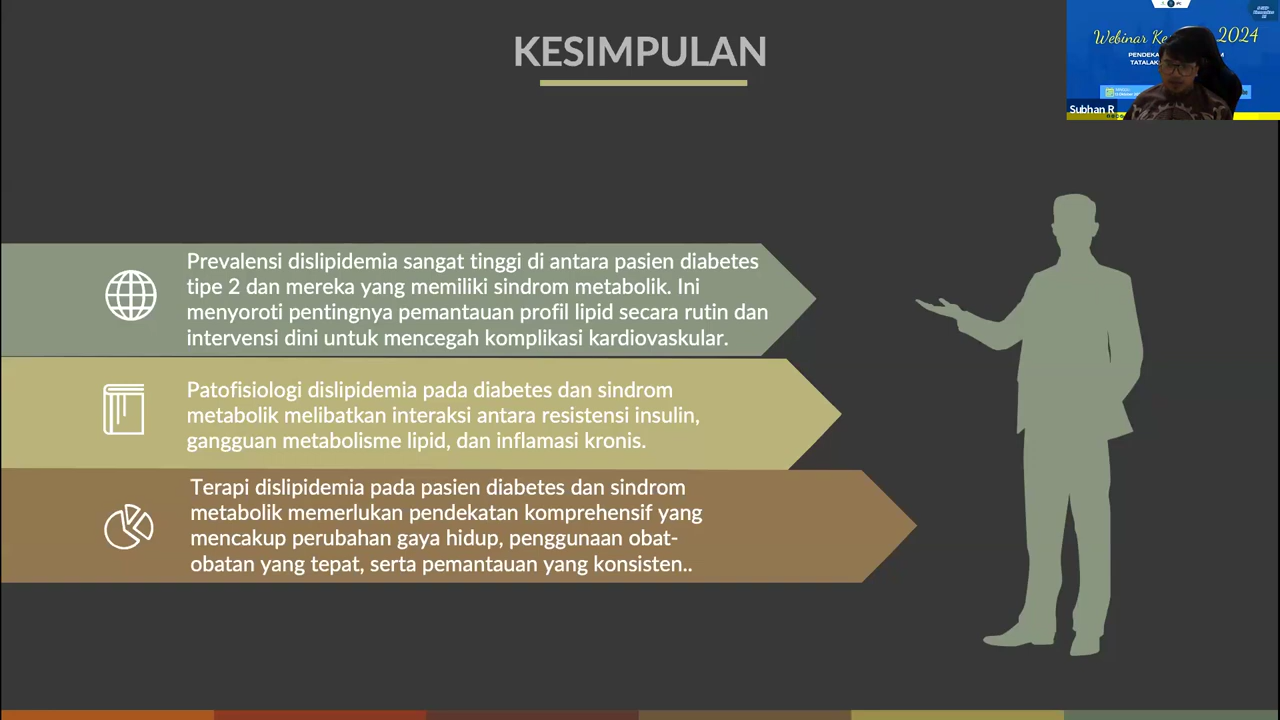 KESIMPULAN
Webinar 2024
PENDEKA
TATALAKS
Subhan R
Prevalensi dislipidemia sangat tinggi di antara pasien diabetes
tipe 2 dan mereka yang memiliki sindrom metabolik. Ini
menyoroti pentingnya pemantauan profil lipid secara rutin dan
intervensi dini untuk mencegah komplikasi kardiovaskular.
Patofisiologi dislipidemia pada diabetes dan sindrom
metabolik melibatkan interaksi antara resistensi insulin,
gangguan metabolisme lipid, dan inflamasi kronis.
Terapi dislipidemia pada pasien diabetes dan sindrom
metabolik memerlukan pendekatan komprehensif yang
mencakup perubahan gaya hidup, penggunaan obat-
obatan yang tepat, serta pemantauan yang konsisten..